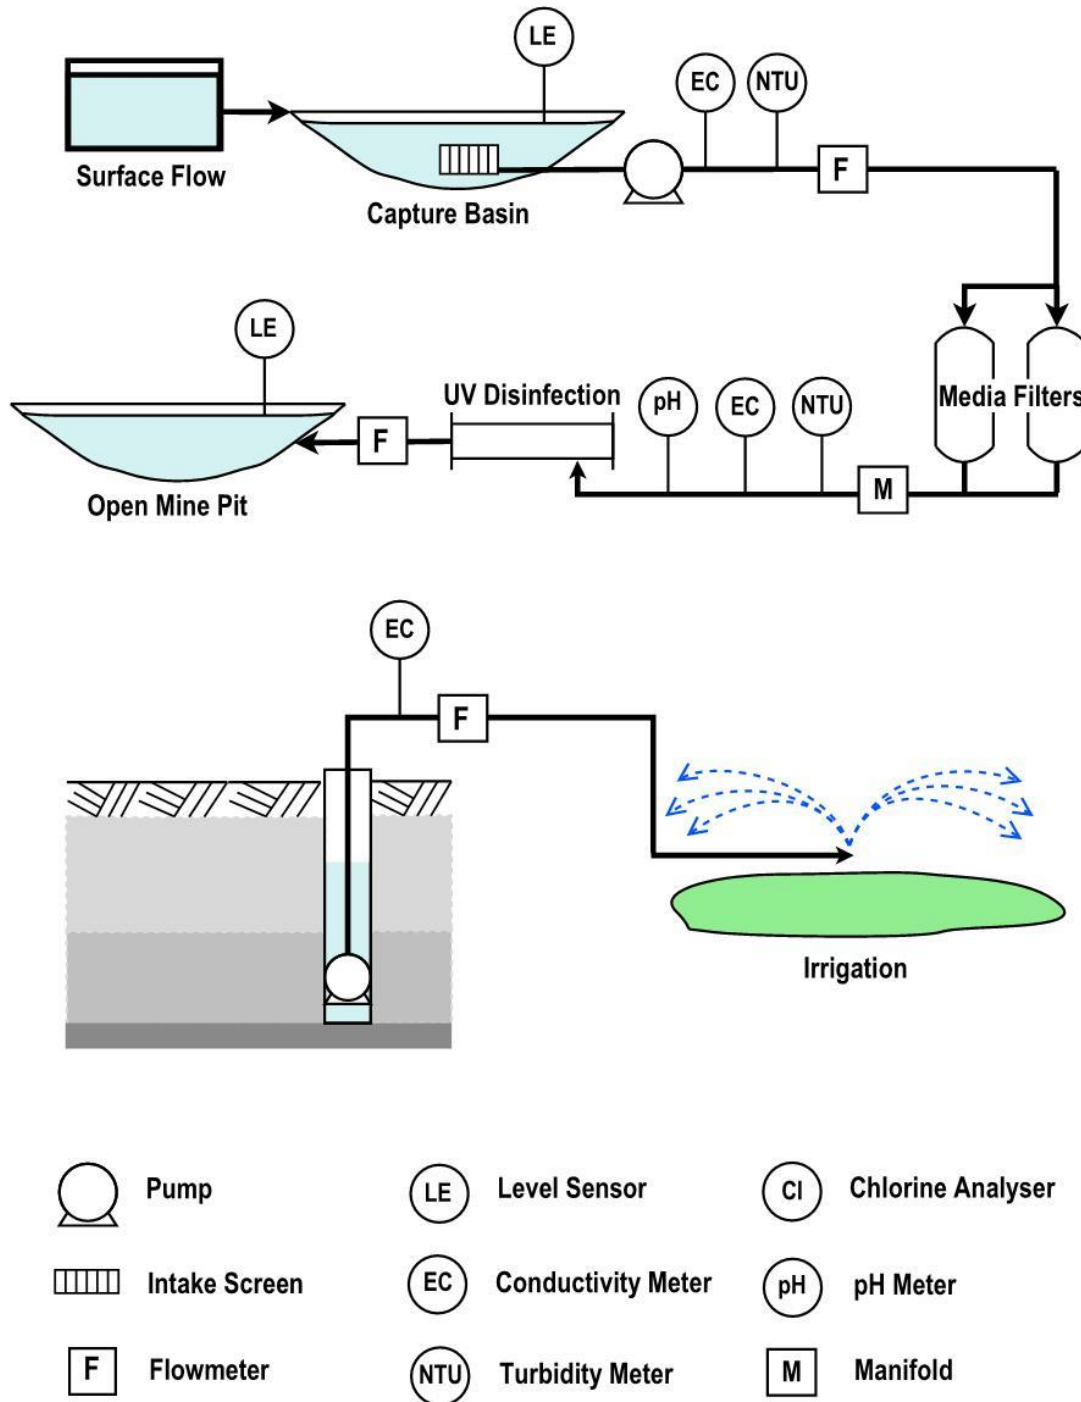 LE
EC
NTU
Surface Flow
F
Capture Basin
LE
UV Disinfection
pH
EC
NTU
Media Filters
F
M
Open Mine Pit
EC
F
Irrigation
Pump
LE
Level Sensor
Cl
Chlorine Analyser
Intake Screen
EC
Conductivity Meter
pH
pH Meter
F
Flowmeter
NTU
Turbidity Meter
M
Manifold